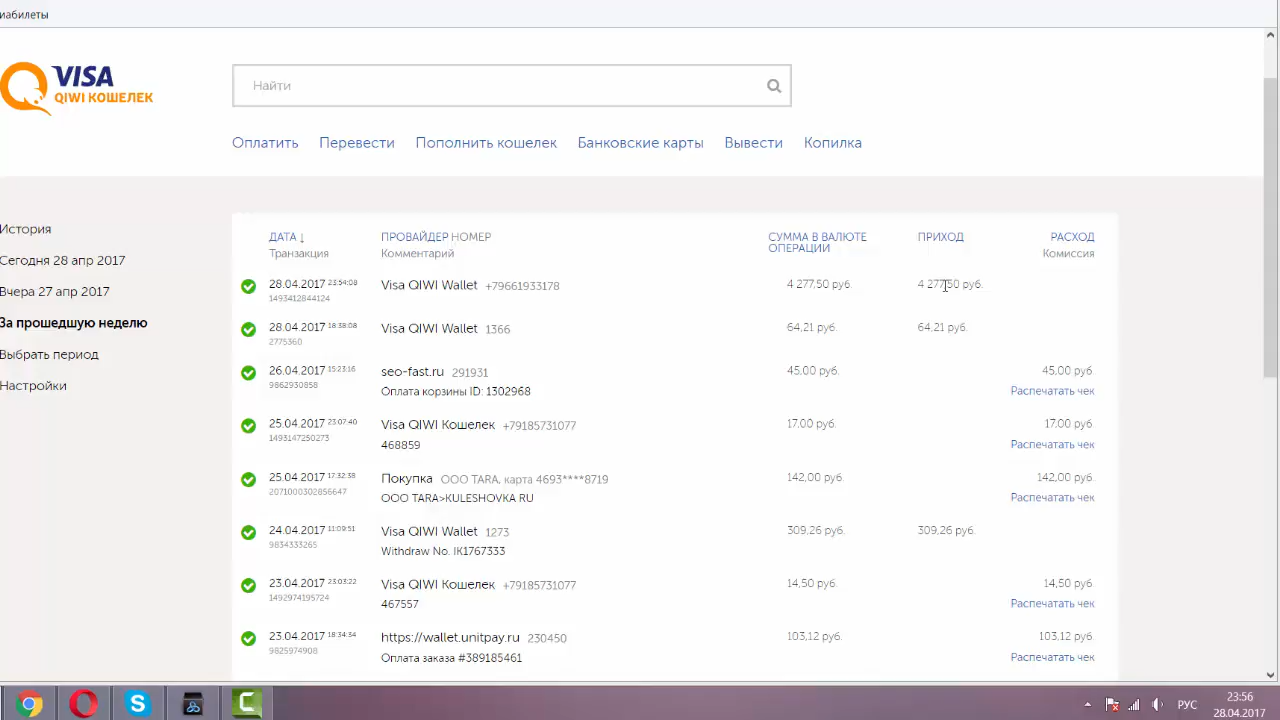 иабилеты
VISA
QIWI КОШЕЛЕК
Найти
Оплатить Перевести Пополнить кошелек Банковские карты Вывести Копилка
История
Сегодня 28 апр 2017
Вчера 27 апр 2017
За прошедшую неделю
Выбрать период
Настройки
ДАТА ↓ ПРОВАЙДЕР НОМЕР СУММА В ВАЛЮТЕ ОПЕРАЦИИ ПРИХОД РАСХОД
Транзакция Комментарий Комиссия
28.04.2017 23:54:08 Visa QIWI Wallet +79661933178 4 277,50 руб. 4 277,50 руб.
1493412844124
28.04.2017 18:38:08 Visa QIWI Wallet 1366 64,21 руб. 64,21 руб.
2775360
26.04.2017 15:23:16 seo-fast.ru 291931 45,00 руб. 45,00 руб.
9862930858 Оплата корзины ID: 1302968 Распечатать чек
25.04.2017 23:07:40 Visa QIWI Кошелек +79185731077 17,00 руб. 17,00 руб.
1493147250273 468859 Распечатать чек
25.04.2017 17:32:38 Покупка ООО TARA, карта 4693****8719 142,00 руб. 142,00 руб.
2071000302856647 OOO TARA>KULESHOVKA RU Распечатать чек
24.04.2017 11:09:51 Visa QIWI Wallet 1273 309,26 руб. 309,26 руб.
9834333265 Withdraw No. IK1767333
23.04.2017 23:03:22 Visa QIWI Кошелек +79185731077 14,50 руб. 14,50 руб.
1492974195724 467557 Распечатать чек
23.04.2017 18:34:34 https://wallet.unitpay.ru 230450 103,12 руб. 103,12 руб.
9825974908 Оплата заказа #389185461 Распечатать чек
РУС
23:56
28.04.2017